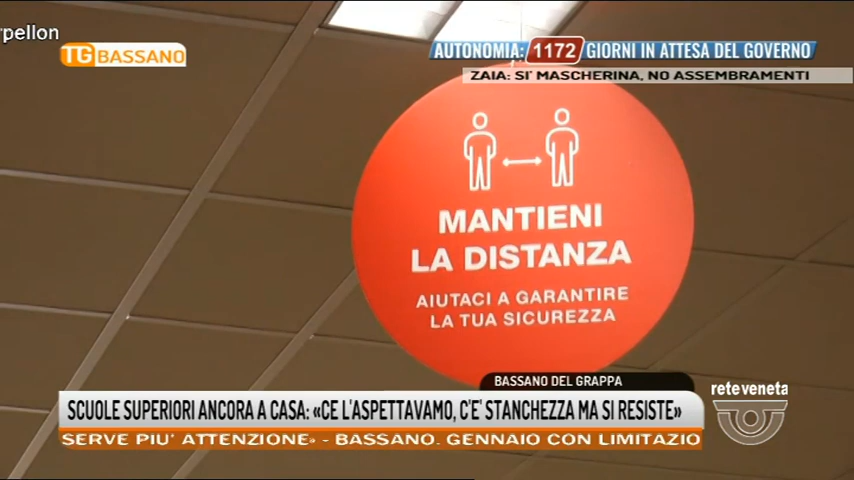 rpellon
TG BASSANO
AUTONOMIA: 1172 GIORNI IN ATTESA DEL GOVERNO
ZAIA: SI' MASCHERINA, NO ASSEMBRAMENTI
MANTIENI
LA DISTANZA
AIUTACI A GARANTIRE
LA TUA SICUREZZA
BASSANO DEL GRAPPA
SCUOLE SUPERIORI ANCORA A CASA: «CE L'ASPETTAVAMO, C'E' STANCHEZZA MA SI RESISTE»
SERVE PIU' ATTENZIONE» - BASSANO. GENNAIO CON LIMITAZIO
reteveneta